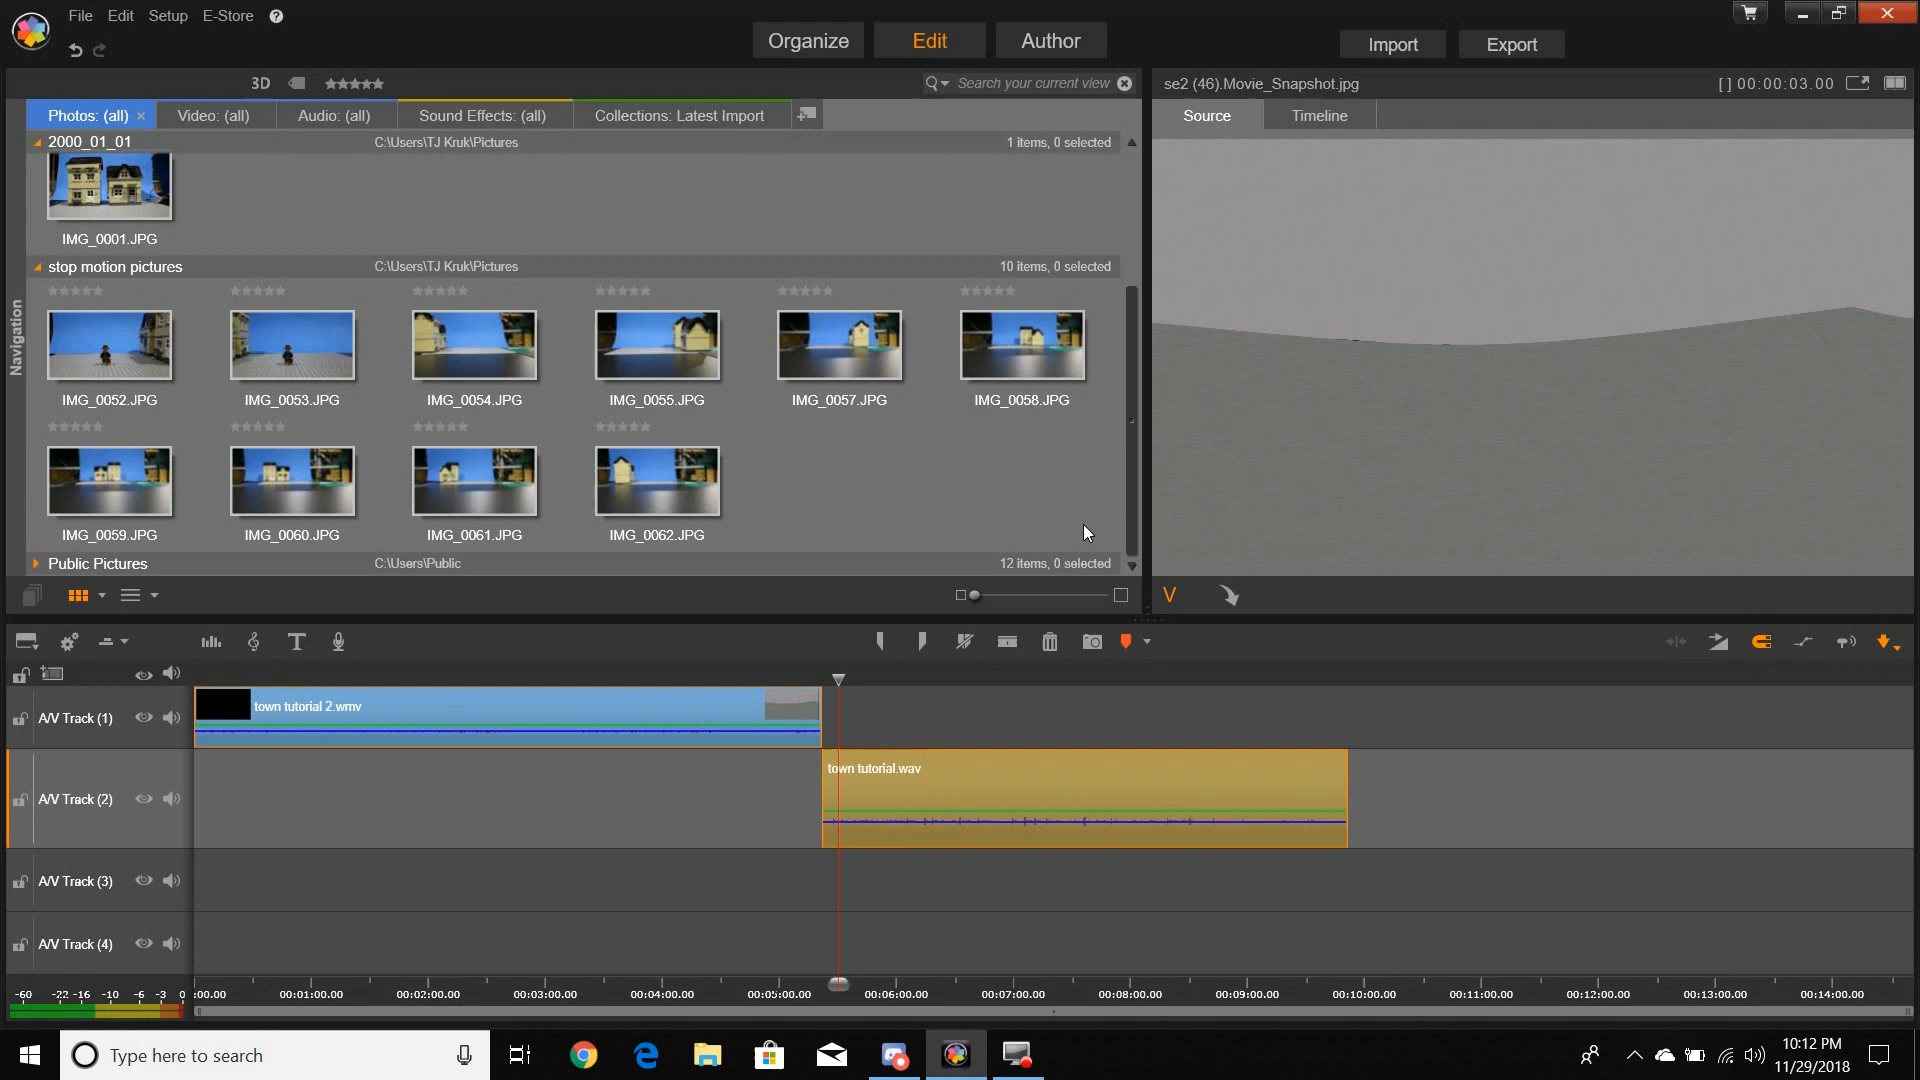 File Edit Setup E-Store ?
Organize Edit Author
Import Export
3D
Search your current view
se2 (46).Movie_Snapshot.jpg
[ ] 00:00:03.00
Photos: (all) Video: (all) Audio: (all) Sound Effects: (all) Collections: Latest Import
Source Timeline
2000_01_01 C:\Users\TJ Kruk\Pictures 1 items, 0 selected
IMG_0001.JPG
stop motion pictures C:\Users\TJ Kruk\Pictures 10 items, 0 selected
Navigation
IMG_0052.JPG IMG_0053.JPG IMG_0054.JPG IMG_0055.JPG IMG_0057.JPG IMG_0058.JPG
IMG_0059.JPG IMG_0060.JPG IMG_0061.JPG IMG_0062.JPG
Public Pictures C:\Users\Public 12 items, 0 selected
V
T
A/V Track (1)
town tutorial 2.wmv
A/V Track (2)
town tutorial.wav
A/V Track (3)
A/V Track (4)
-60 -22 -16 -10 -6 -3 0
:00.00 00:01:00.00 00:02:00.00 00:03:00.00 00:04:00.00 00:05:00.00 00:06:00.00 00:07:00.00 00:08:00.00 00:09:00.00 00:10:00.00 00:11:00.00 00:12:00.00 00:13:00.00 00:14:00.00
Type here to search
10:12 PM
11/29/2018